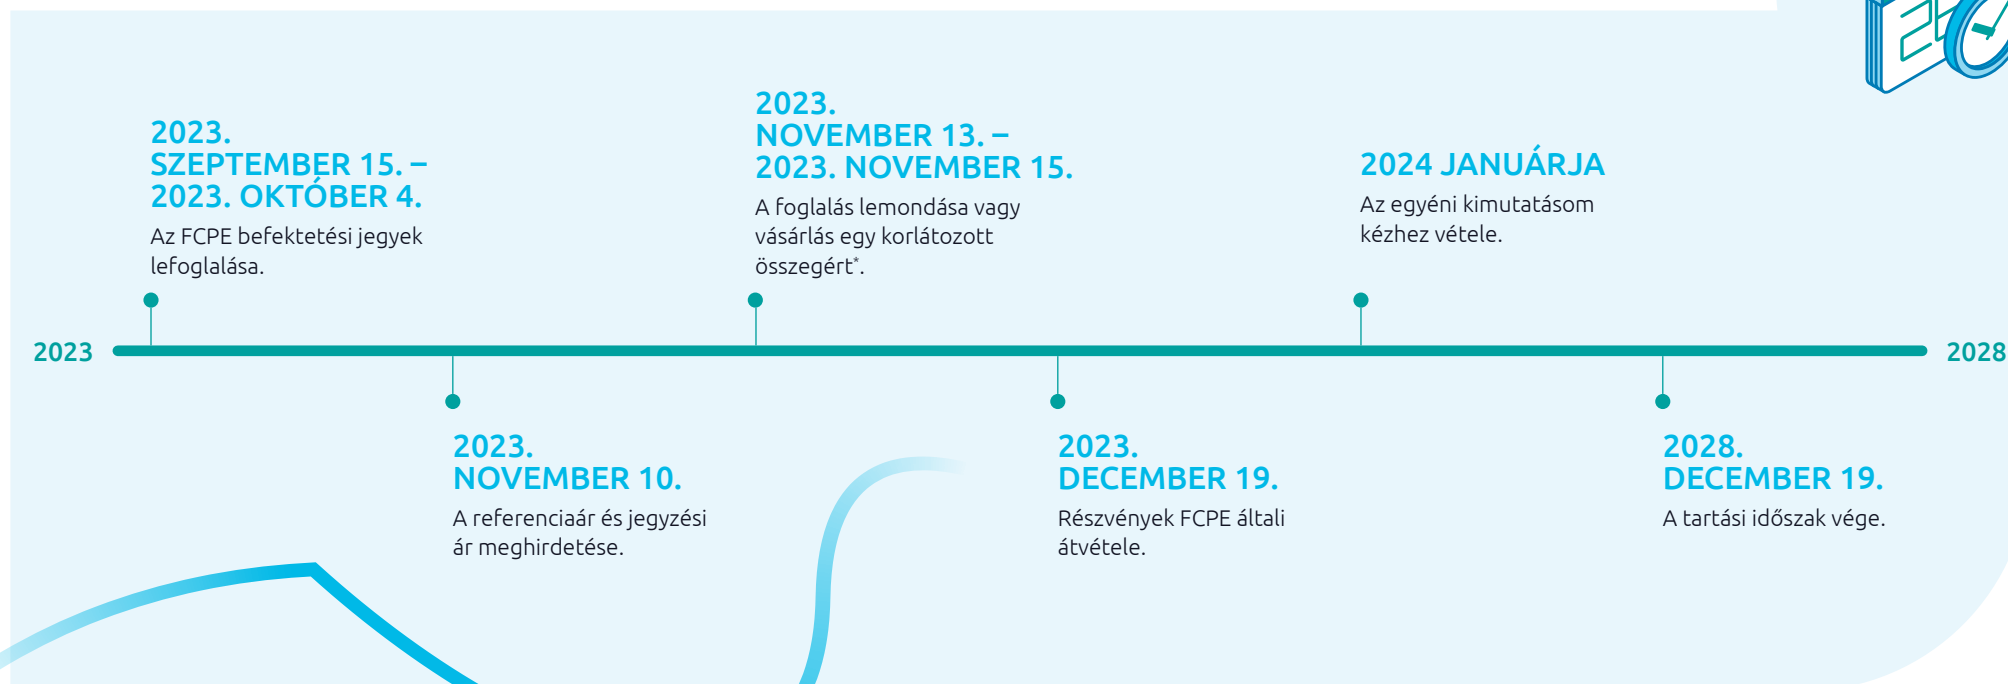 2023.
SZEPTEMBER 15. –
2023. OKTÓBER 4.
Az FCPE befektetési jegyek
lefoglalása.
2023.
NOVEMBER 13. –
2023. NOVEMBER 15.
A foglalás lemondása vagy
vásárlás egy korlátozott
összegért*.
2024 JANUÁRJA
Az egyéni kimutatásom
kézhez vétele.
2023
2028
2023.
NOVEMBER 10.
A referenciaár és jegyzési
ár meghirdetése.
2023.
DECEMBER 19.
Részvények FCPE általi
átvétele.
2028.
DECEMBER 19.
A tartási időszak vége.